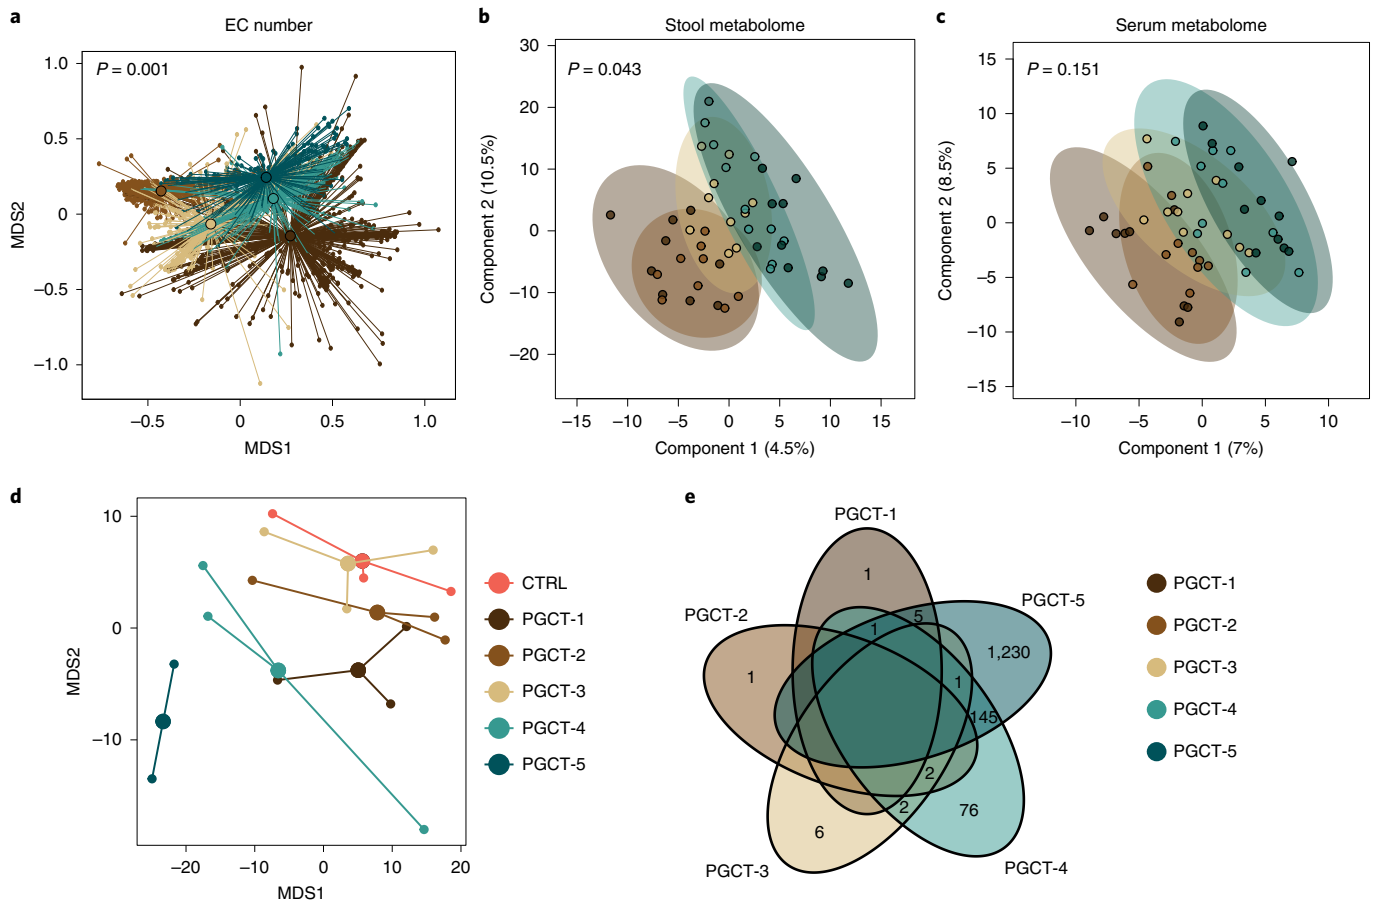 a
EC number
P = 0.001
1.0
0.5
0
−0.5
−1.0
MDS2
−0.5
0
0.5
1.0
MDS1
b
Stool metabolome
P = 0.043
30
20
10
0
−10
−20
Component 2 (10.5%)
−15
−10
−5
0
5
10
15
Component 1 (4.5%)
c
Serum metabolome
P = 0.151
15
10
5
0
−5
−10
−15
Component 2 (8.5%)
−10
−5
0
5
10
Component 1 (7%)
d
10
0
−10
MDS2
−20
−10
0
10
20
MDS1
CTRL
PGCT-1
PGCT-2
PGCT-3
PGCT-4
PGCT-5
e
PGCT-1
PGCT-5
PGCT-2
PGCT-3
PGCT-4
1
5
1
1,230
1
1
145
2
2
76
6
PGCT-1
PGCT-2
PGCT-3
PGCT-4
PGCT-5